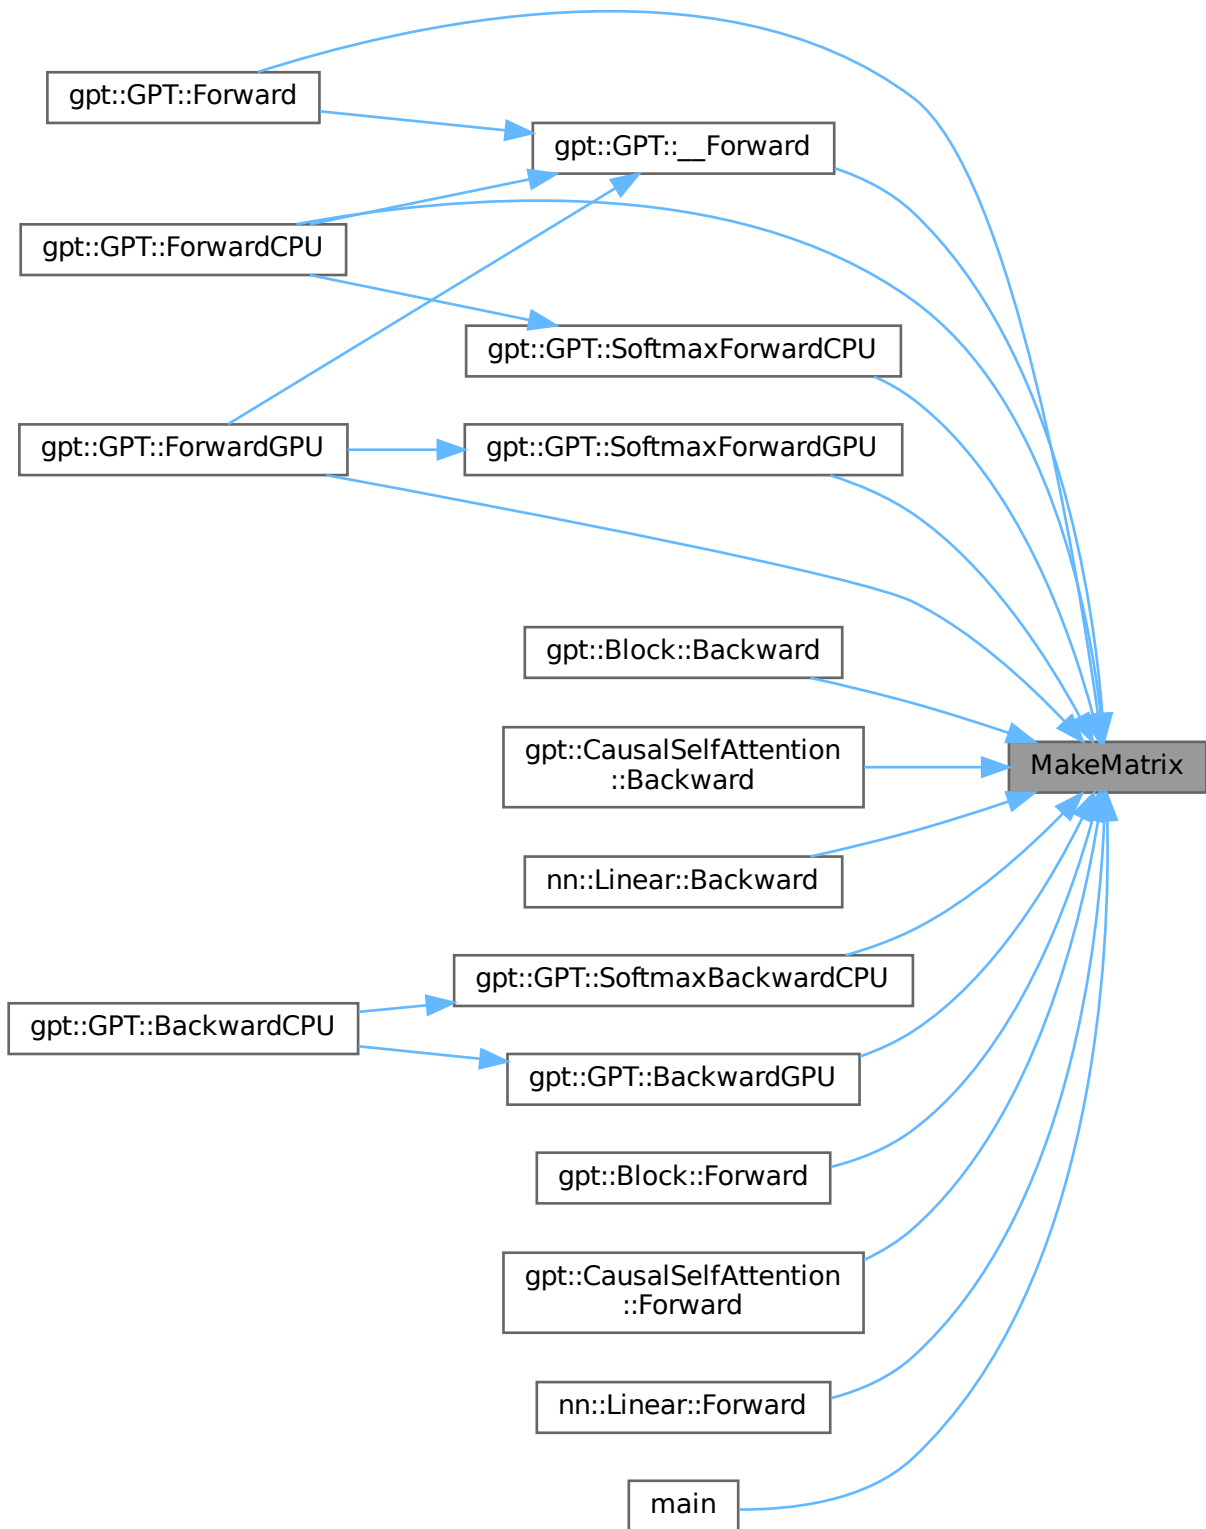 gpt::GPT::Forward
gpt::GPT::__Forward
gpt::GPT::ForwardCPU
gpt::GPT::SoftmaxForwardCPU
gpt::GPT::ForwardGPU
gpt::GPT::SoftmaxForwardGPU
gpt::Block::Backward
gpt::CausalSelfAttention
::Backward
MakeMatrix
nn::Linear::Backward
gpt::GPT::SoftmaxBackwardCPU
gpt::GPT::BackwardCPU
gpt::GPT::BackwardGPU
gpt::Block::Forward
gpt::CausalSelfAttention
::Forward
nn::Linear::Forward
main